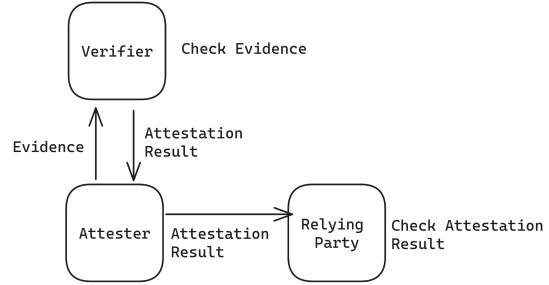 Verifier
Check Evidence
Evidence
Attestation
Result
Attester
Attestation
Result
Relying
Party
Check Attestation
Result